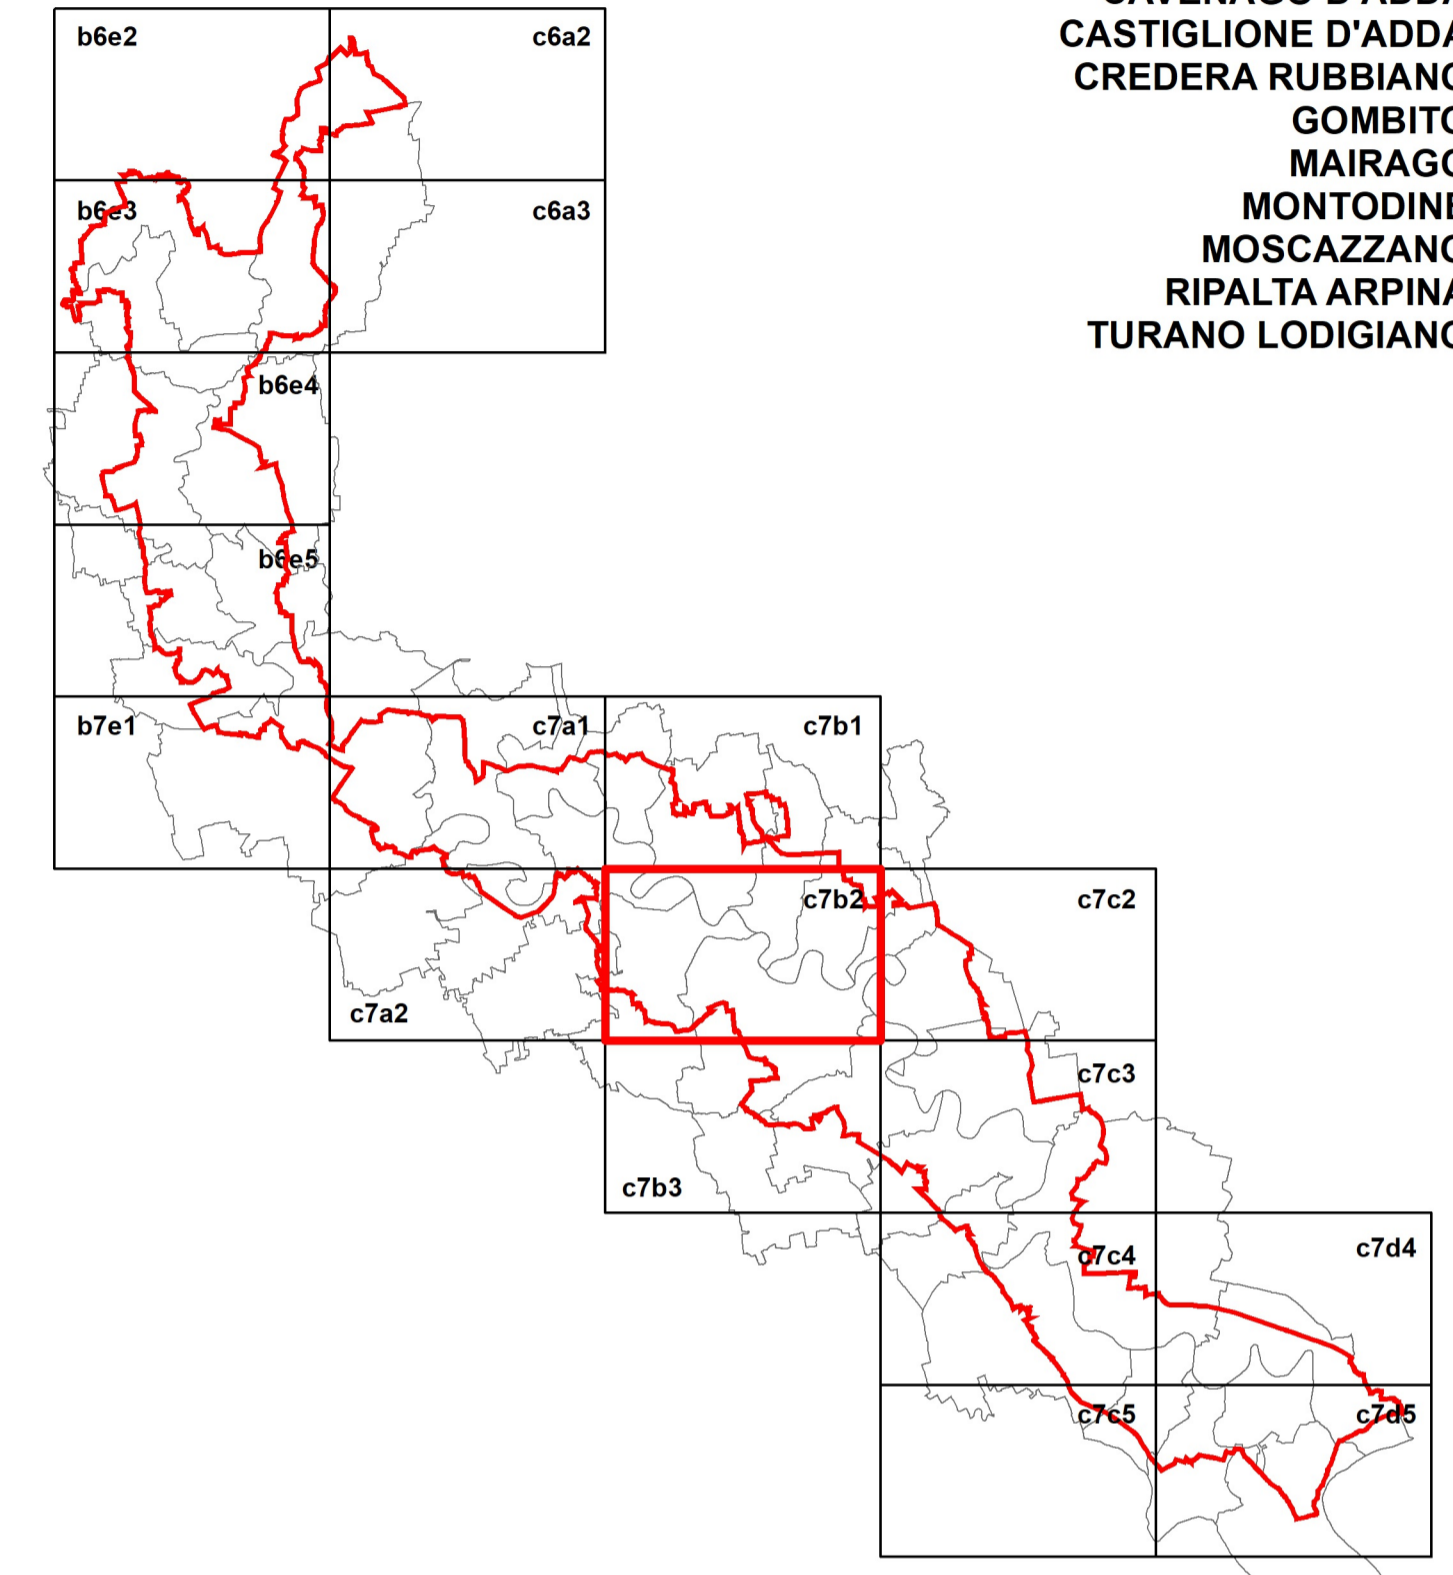 CASTIGLIONE D'ADDA
CREDERA RUBBIANO
GOMBITO
MAIRAGO
MONTODINE
MOSCAZZANO
RIPALTA ARPINA
TURANO LODIGIANO
b6e2
c6a2
b6e3
c6a3
b6e4
b6e5
b7e1
c7a1
c7b1
c7b2
c7c2
c7a2
c7c3
c7b3
c7c4
c7d4
c7c5
c7d5